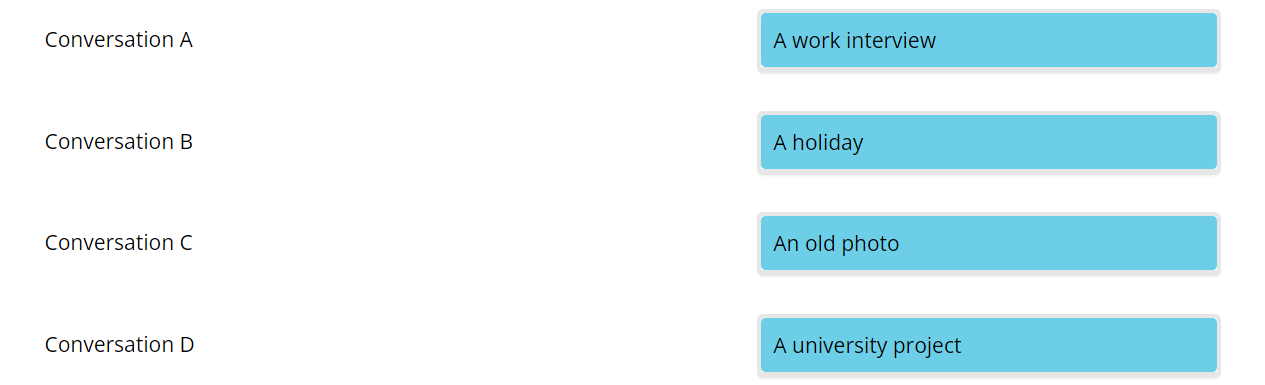 Conversation A
A work interview
Conversation B
A holiday
Conversation C
An old photo
Conversation D
A university project